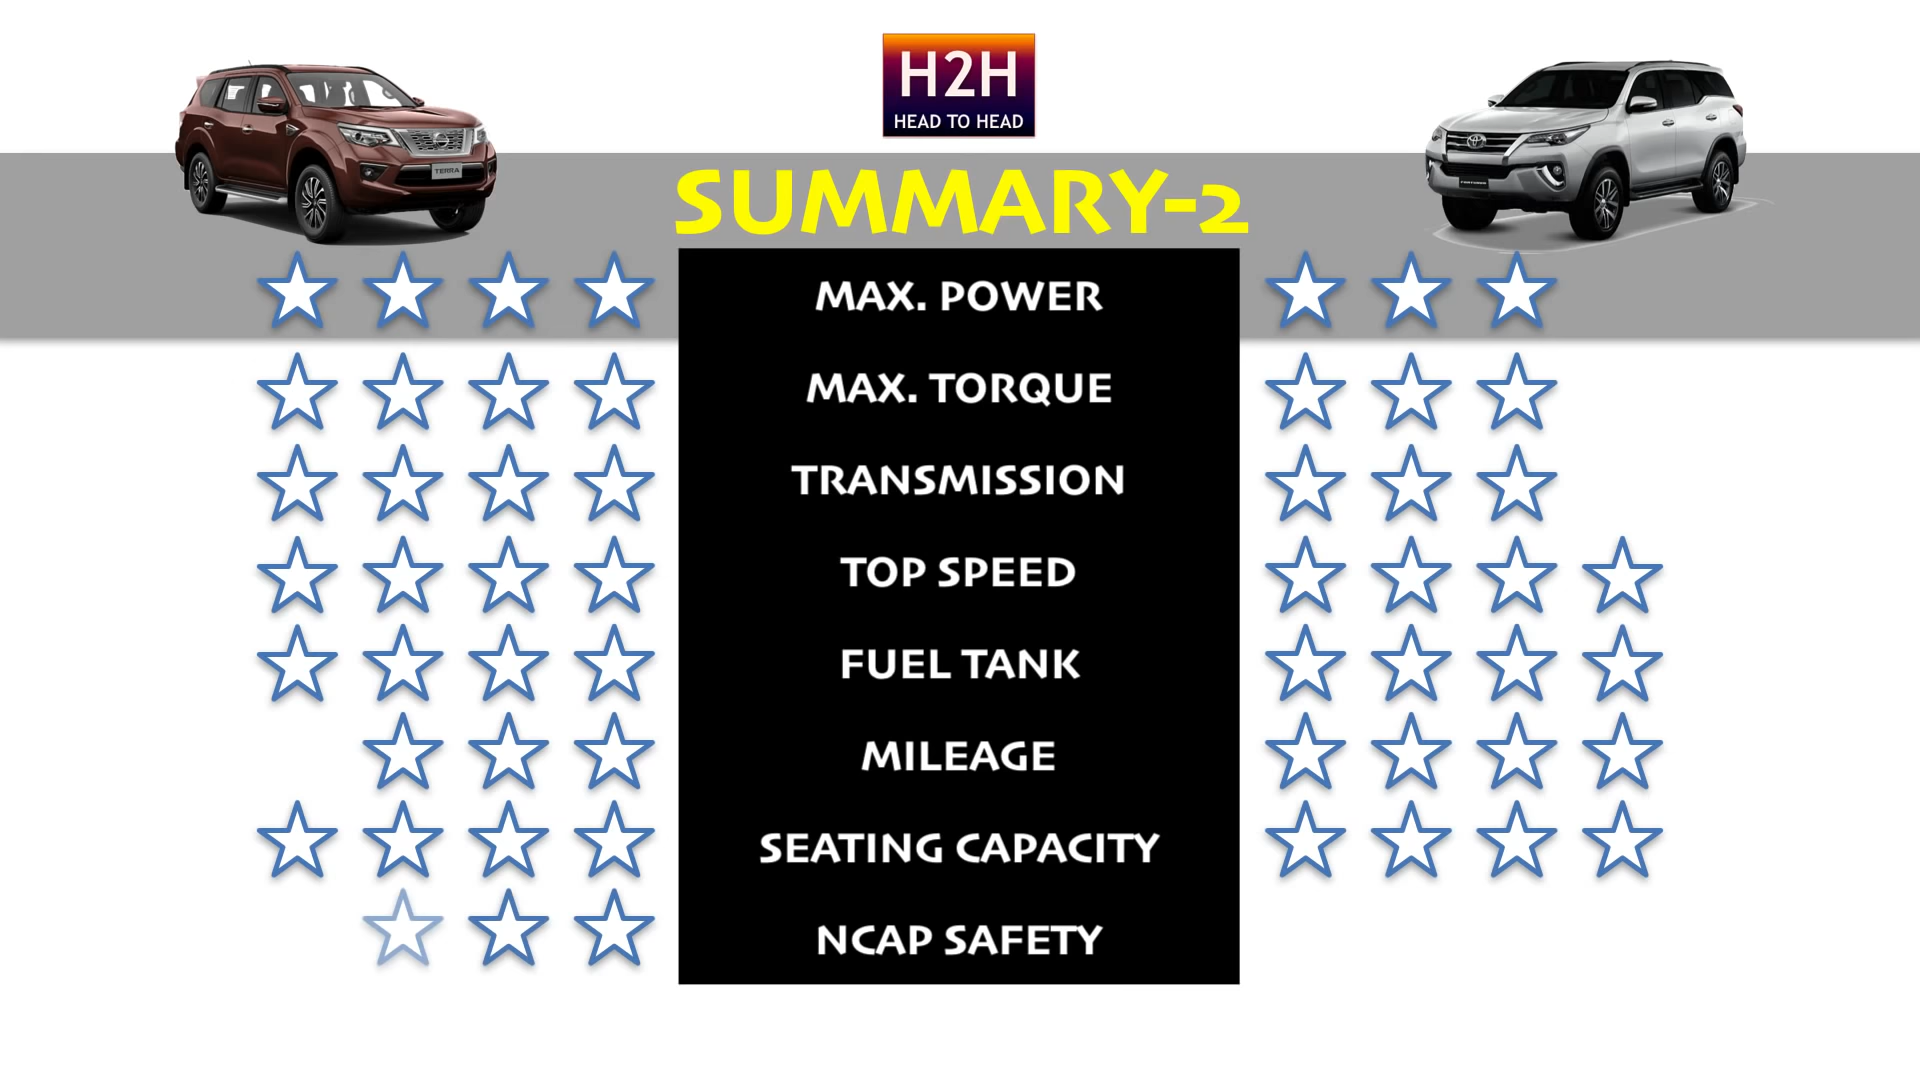 H2H
HEAD TO HEAD
TERRA
SUMMARY-2
MAX. POWER
MAX. TORQUE
TRANSMISSION
TOP SPEED
FUEL TANK
MILEAGE
SEATING CAPACITY
NCAP SAFETY